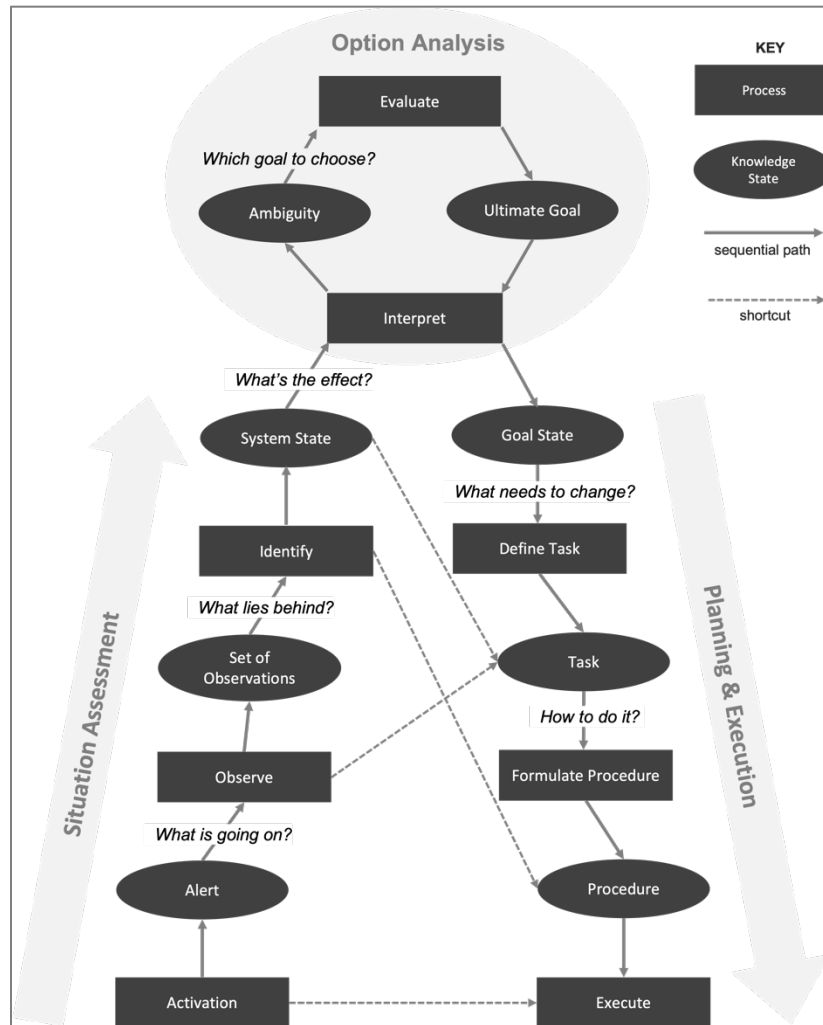 Option Analysis
KEY
Evaluate
Process
Which goal to choose?
Knowledge
State
Ambiguity
Ultimate Goal
sequential path
Interpret
shortcut
What's the effect?
System State
Goal State
What needs to change?
Identify
Define Task
What lies behind?
Set of
Observations
Task
How to do it?
Observe
Formulate Procedure
What is going on?
Alert
Procedure
Activation
Execute
Situation Assessment
Planning & Execution